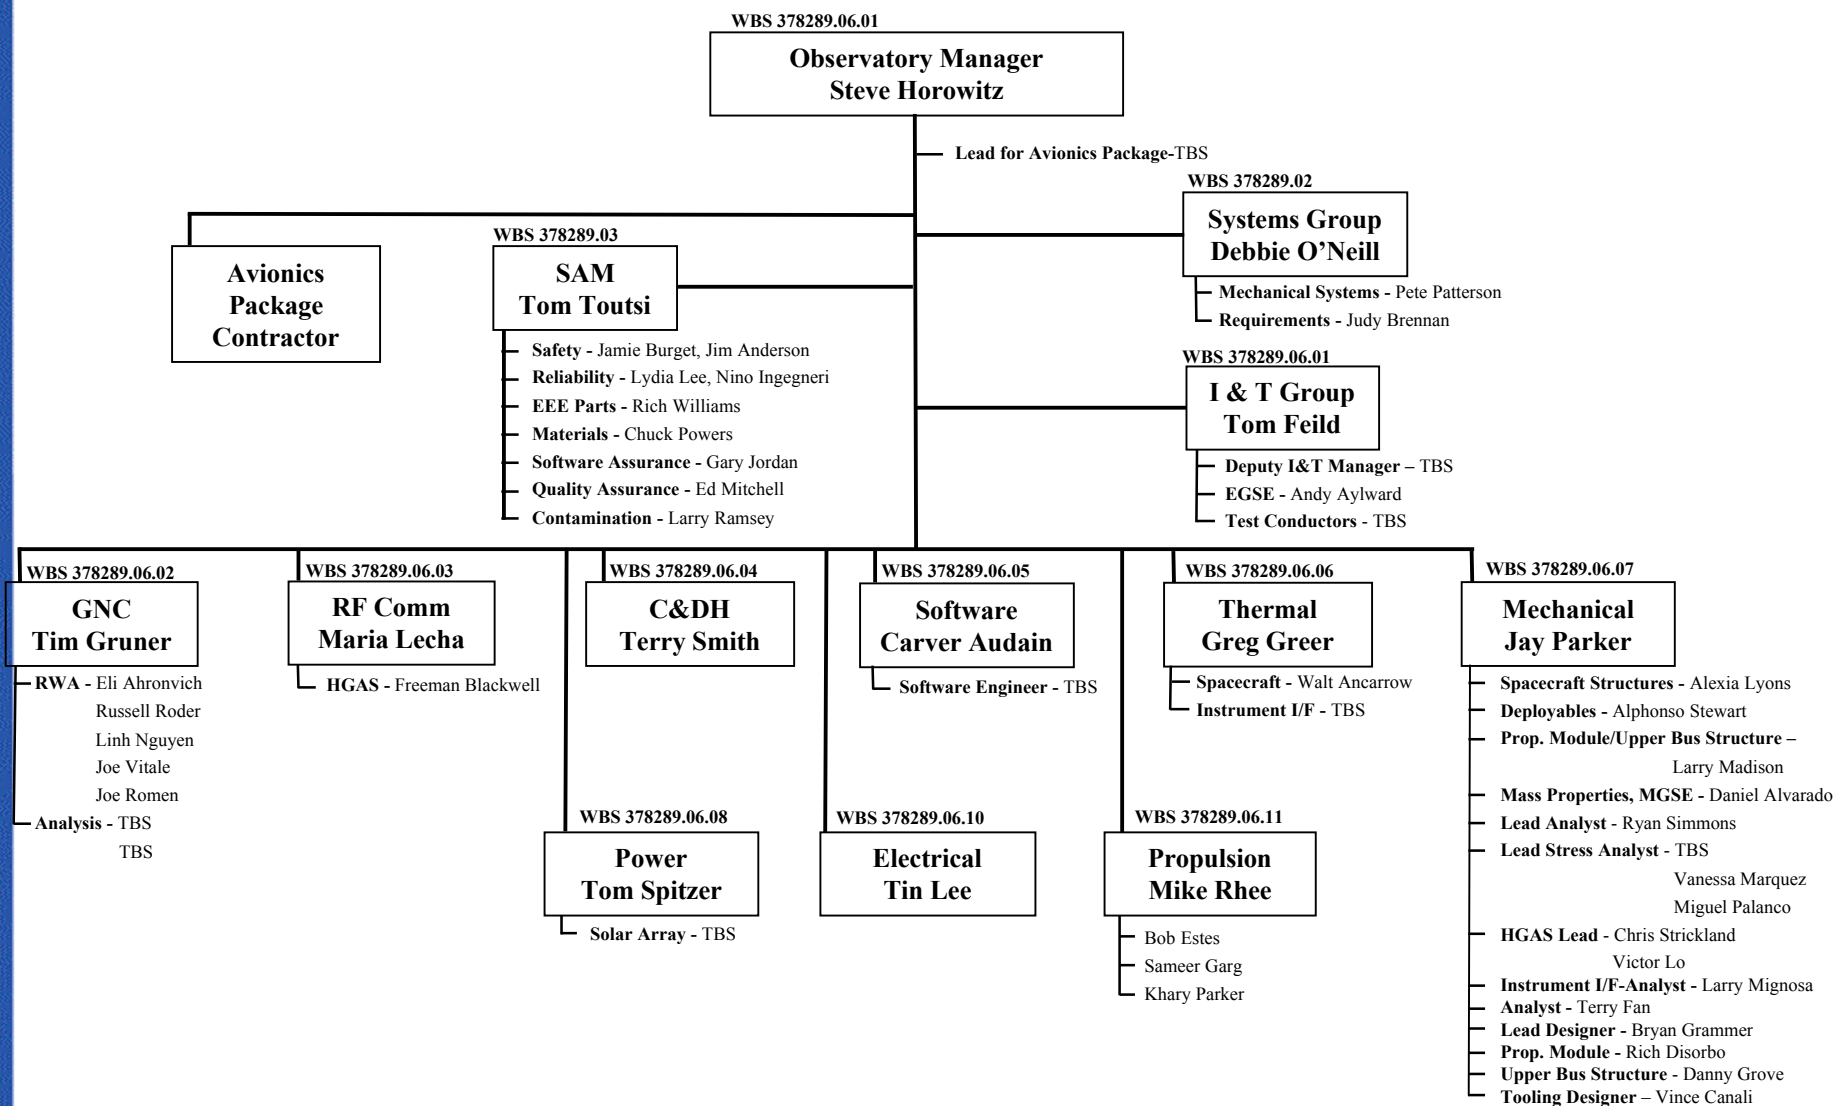 WBS 378289.06.01
Observatory Manager
Steve Horowitz
Lead for Avionics Package-TBS
WBS 378289.02
Systems Group
Debbie O’Neill
Mechanical Systems - Pete Patterson
Requirements - Judy Brennan
Avionics
Package
Contractor
WBS 378289.03
SAM
Tom Toutsi
Safety - Jamie Burget, Jim Anderson
Reliability - Lydia Lee, Nino Ingegneri
EEE Parts - Rich Williams
Materials - Chuck Powers
Software Assurance - Gary Jordan
Quality Assurance - Ed Mitchell
Contamination - Larry Ramsey
WBS 378289.06.01
I & T Group
Tom Feild
Deputy I&T Manager – TBS
EGSE - Andy Aylward
Test Conductors - TBS
WBS 378289.06.02
GNC
Tim Gruner
RWA - Eli Ahronvich
Russell Roder
Linh Nguyen
Joe Vitale
Joe Romen
Analysis - TBS
TBS
WBS 378289.06.03
RF Comm
Maria Lecha
HGAS - Freeman Blackwell
WBS 378289.06.04
C&DH
Terry Smith
WBS 378289.06.05
Software
Carver Audain
Software Engineer - TBS
WBS 378289.06.06
Thermal
Greg Greer
Spacecraft - Walt Ancarrow
Instrument I/F - TBS
WBS 378289.06.07
Mechanical
Jay Parker
Spacecraft Structures - Alexia Lyons
Deployables - Alphonso Stewart
Prop. Module/Upper Bus Structure –
Larry Madison
Mass Properties, MGSE - Daniel Alvarado
Lead Analyst - Ryan Simmons
Lead Stress Analyst - TBS
Vanessa Marquez
Miguel Palanco
HGAS Lead - Chris Strickland
Victor Lo
Instrument I/F-Analyst - Larry Mignosa
Analyst - Terry Fan
Lead Designer - Bryan Grammer
Prop. Module - Rich Disorbo
Upper Bus Structure - Danny Grove
Tooling Designer – Vince Canali
WBS 378289.06.08
Power
Tom Spitzer
Solar Array - TBS
WBS 378289.06.10
Electrical
Tin Lee
WBS 378289.06.11
Propulsion
Mike Rhee
Bob Estes
Sameer Garg
Khary Parker